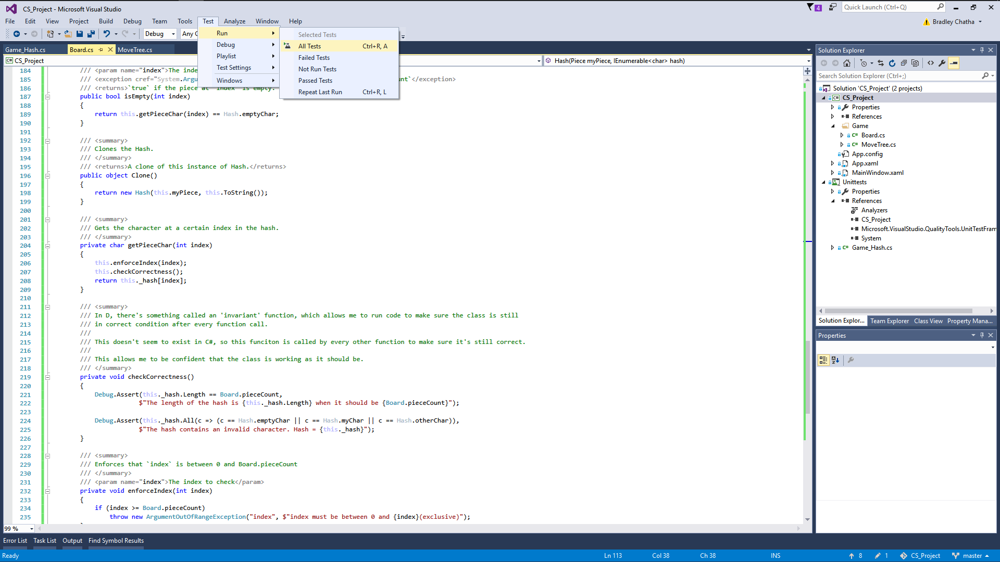 CS_Project - Microsoft Visual Studio
4
Quick Launch (Ctrl+Q)
File Edit View Project Build Debug Team Tools Test Analyze Window Help
Bradley Chatha
Debug
Run
Debug
Playlist
Test Settings
Windows
Selected Tests
All Tests Ctrl+R, A
Failed Tests
Not Run Tests
Passed Tests
Repeat Last Run Ctrl+R, L
Game_Hash.cs Board.cs MoveTree.cs
CS_Project
Hash(Piece myPiece, IEnumerable<char> hash)
184 /// <param name="index">The
185 /// <exception cref="System. `</exception>
186 /// <returns>`true` if the piece at `index` is empty.
187 public bool isEmpty(int index)
188 {
189 return this.getPieceChar(index) == Hash.emptyChar;
190 }
191
192 /// <summary>
193 /// Clones the Hash.
194 /// </summary>
195 /// <returns>A clone of this instance of Hash.</returns>
196 public object Clone()
197 {
198 return new Hash(this.myPiece, this.ToString());
199 }
200
201 /// <summary>
202 /// Gets the character at a certain index in the hash.
203 /// </summary>
204 private char getPieceChar(int index)
205 {
206 this.enforceIndex(index);
207 this.checkCorrectness();
208 return this._hash[index];
209 }
210
211 /// <summary>
212 /// In D, there's something called an 'invariant' function, which allows me to run code to make sure the class is still
213 /// in correct condition after every function call.
214 ///
215 /// This doesn't seem to exist in C#, so this funciton is called by every other function to make sure it's still correct.
216 ///
217 /// This allows me to be confident that the class is working as it should be.
218 /// </summary>
219 private void checkCorrectness()
220 {
221 Debug.Assert(this._hash.Length == Board.pieceCount,
222 $"The length of the hash is {this._hash.Length} when it should be {Board.pieceCount}");
223
224 Debug.Assert(this._hash.All(c => (c == Hash.emptyChar || c == Hash.myChar || c == Hash.otherChar)),
225 $"The hash contains an invalid character. Hash = {this._hash}");
226 }
227
228 /// <summary>
229 /// Enforces that `index` is between 0 and Board.pieceCount
230 /// </summary>
231 /// <param name="index">The index to check</param>
232 private void enforceIndex(int index)
233 {
234 if (index >= Board.pieceCount)
235 throw new ArgumentOutOfRangeException("index", $"index must be between 0 and {index}(exclusive)");
99 %
Solution Explorer
Search Solution Explorer (Ctrl+;)
Solution 'CS_Project' (2 projects)
CS_Project
Properties
References
Game
Board.cs
MoveTree.cs
App.config
App.xaml
MainWindow.xaml
Unittests
Properties
References
Analyzers
CS_Project
Microsoft.VisualStudio.QualityTools.UnitTestFram
System
Game_Hash.cs
Solution Explor... Team Explorer Class View Property Mana...
Properties
Error List Task List Output Find Symbol Results
Ready Ln 113 Col 38 Ch 38 INS 8 1 CS_Project master